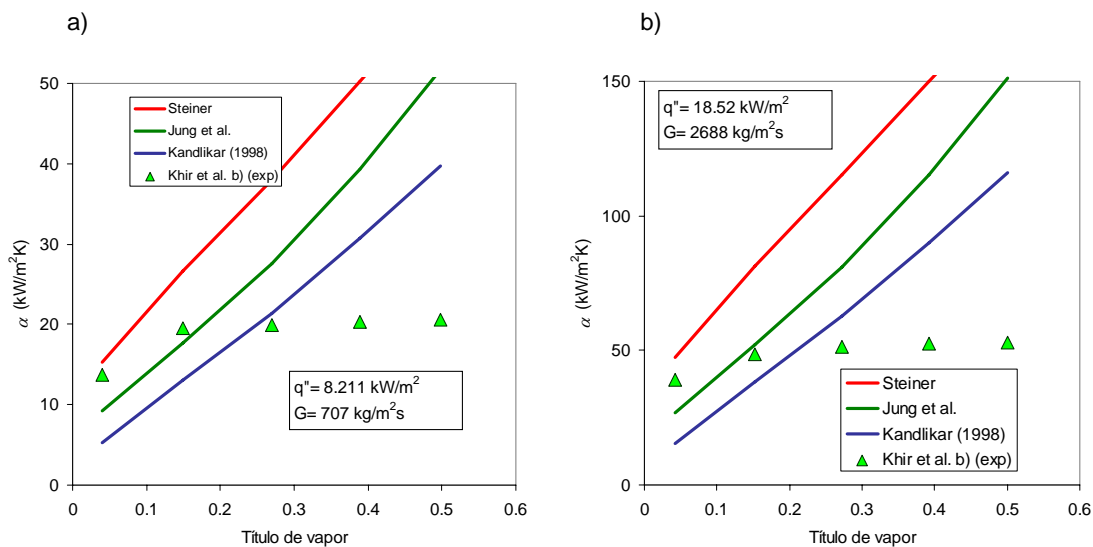 a)
50
40
30
20
10
0
α (kW/m²K)
Steiner
Jung et al.
Kandlikar (1998)
Khir et al. b) (exp)
q"= 8.211 kW/m²
G= 707 kg/m²s
0 0.1 0.2 0.3 0.4 0.5 0.6
Título de vapor
b)
150
100
50
0
α (kW/m²K)
q"= 18.52 kW/m²
G= 2688 kg/m²s
Steiner
Jung et al.
Kandlikar (1998)
Khir et al. b) (exp)
0 0.1 0.2 0.3 0.4 0.5 0.6
Título de vapor